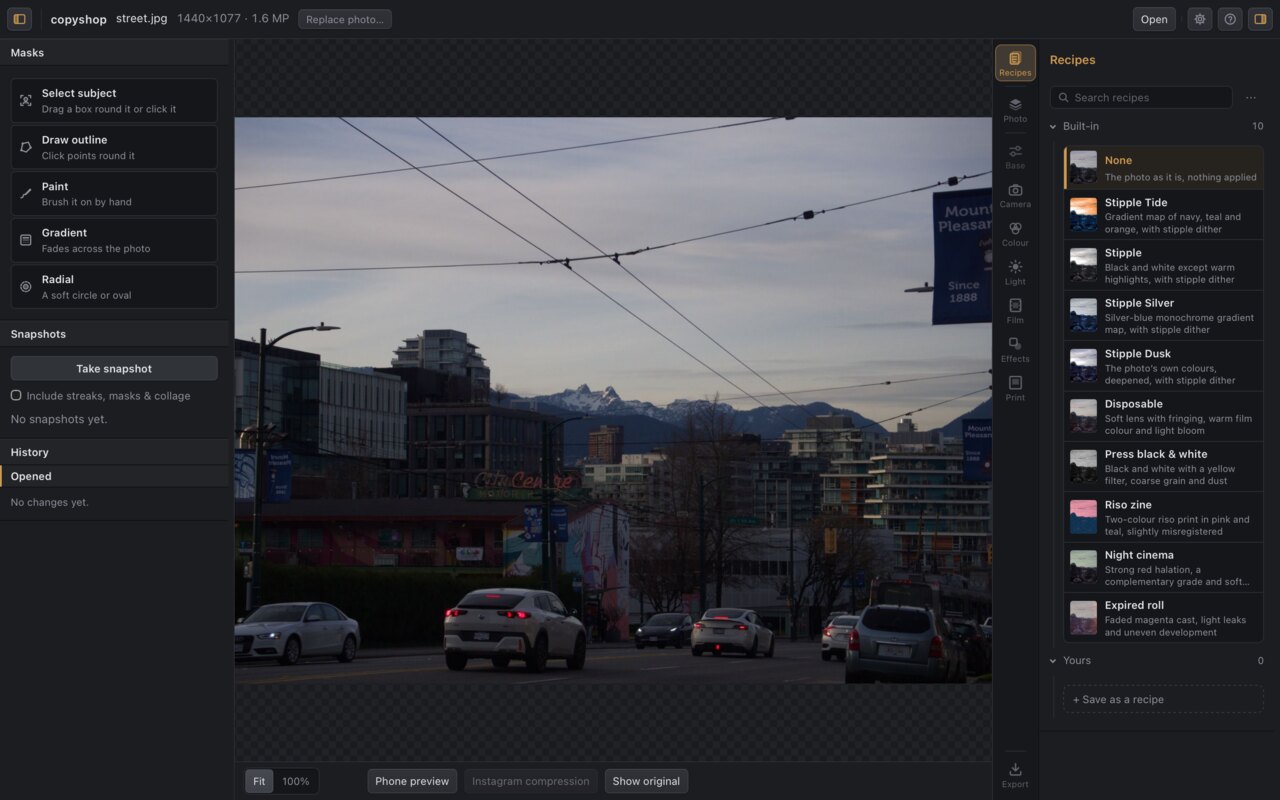 copyshop street.jpg 1440×1077 · 1.6 MP Replace photo... Open
Masks
Select subject
Drag a box round it or click it
Draw outline
Click points round it
Paint
Brush it on by hand
Gradient
Fades across the photo
Radial
A soft circle or oval
Snapshots
Take snapshot
Include streaks, masks & collage
No snapshots yet.
History
Opened
No changes yet.
Mount
Pleasan
Since
1888
Mount
Pleasan
Since
1888
City Centre
MOTOR
Fit 100% Phone preview Instagram compression Show original
Recipes
Photo
Base
Camera
Colour
Light
Film
Effects
Print
Export
Recipes
Search recipes
Built-in 10
None
The photo as it is, nothing applied
Stipple Tide
Gradient map of navy, teal and
orange, with stipple dither
Stipple
Black and white except warm
highlights, with stipple dither
Stipple Silver
Silver-blue monochrome gradient
map, with stipple dither
Stipple Dusk
The photo's own colours,
deepened, with stipple dither
Disposable
Soft lens with fringing, warm film
colour and light bloom
Press black & white
Black and white with a yellow
filter, coarse grain and dust
Riso zine
Two-colour riso print in pink and
teal, slightly misregistered
Night cinema
Strong red halation, a
complementary grade and soft...
Expired roll
Faded magenta cast, light leaks
and uneven development
Yours 0
+ Save as a recipe